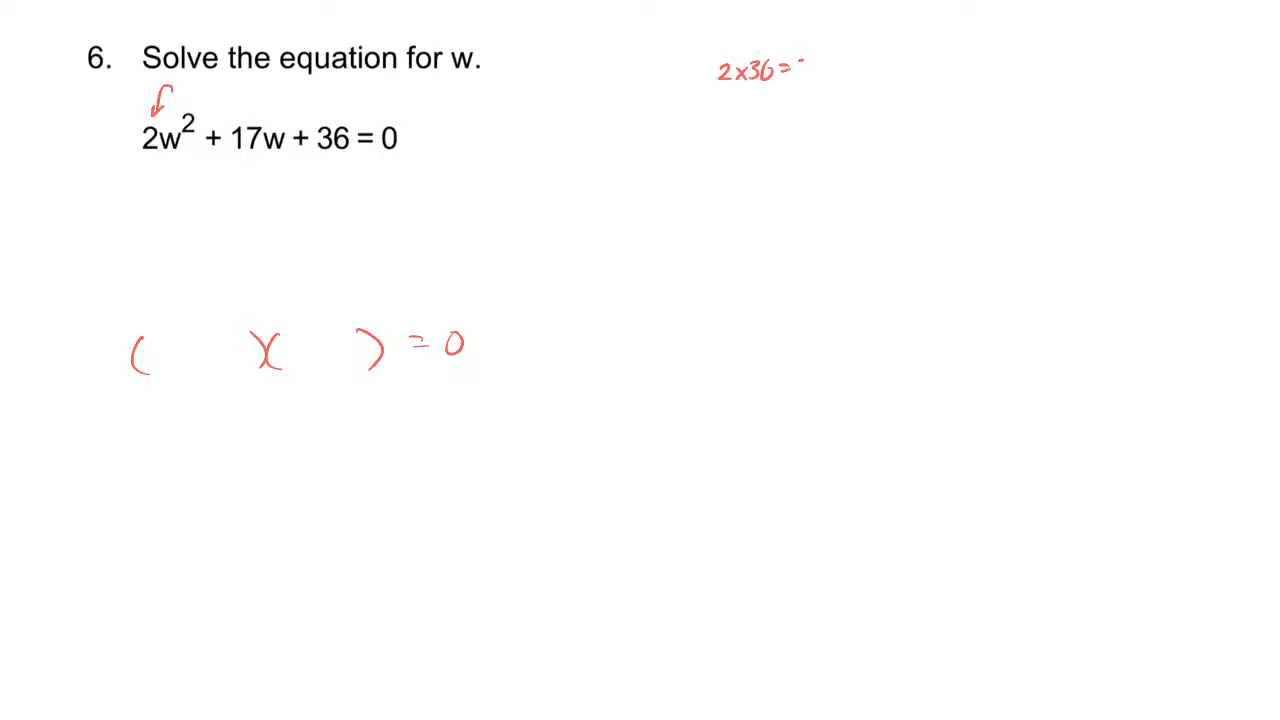 6. Solve the equation for w.
2x36=
2w² + 17w + 36 = 0
( )( ) = 0